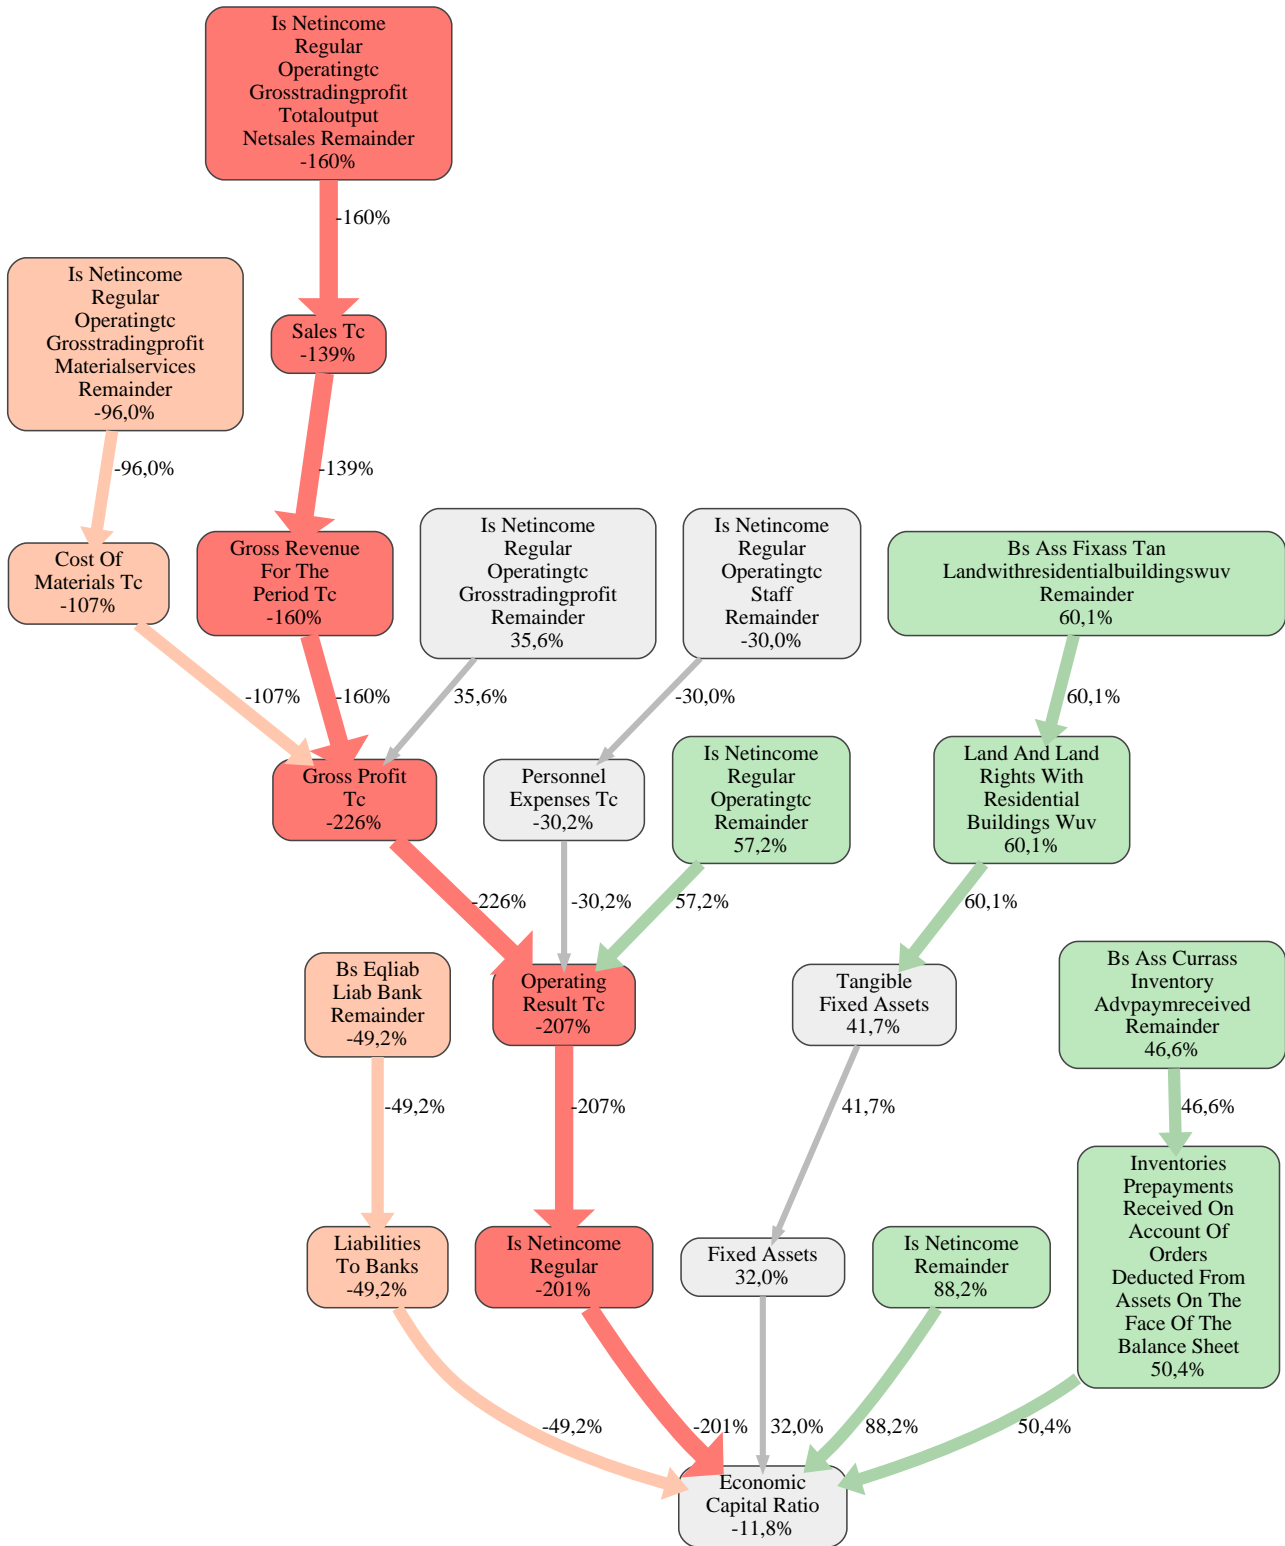 Is Netincome
Regular
Operatingtc
Grosstradingprofit
Totaloutput
Netsales Remainder
-160%
-160%
Is Netincome
Regular
Operatingtc
Grosstradingprofit
Materialservices
Remainder
-96,0%
Sales Tc
-139%
-96,0%
-139%
Cost Of
Materials Tc
-107%
Gross Revenue
For The
Period Tc
-160%
Is Netincome
Regular
Operatingtc
Grosstradingprofit
Remainder
35,6%
Is Netincome
Regular
Operatingtc
Staff
Remainder
-30,0%
Bs Ass Fixass Tan
Landwithresidentialbuildingswuv
Remainder
60,1%
-107%
-160%
35,6%
-30,0%
60,1%
Gross Profit
Tc
-226%
Personnel
Expenses Tc
-30,2%
Is Netincome
Regular
Operatingtc
Remainder
57,2%
Land And Land
Rights With
Residential
Buildings Wuv
60,1%
-226%
-30,2%
57,2%
60,1%
Bs Eqliab
Liab Bank
Remainder
-49,2%
Operating
Result Tc
-207%
Tangible
Fixed Assets
41,7%
Bs Ass Currass
Inventory
Advpaymreceived
Remainder
46,6%
-49,2%
-207%
41,7%
46,6%
Liabilities
To Banks
-49,2%
Is Netincome
Regular
-201%
Fixed Assets
32,0%
Is Netincome
Remainder
88,2%
Inventories
Prepayments
Received On
Account Of
Orders
Deducted From
Assets On The
Face Of The
Balance Sheet
50,4%
-49,2%
-201%
32,0%
88,2%
50,4%
Economic
Capital Ratio
-11,8%